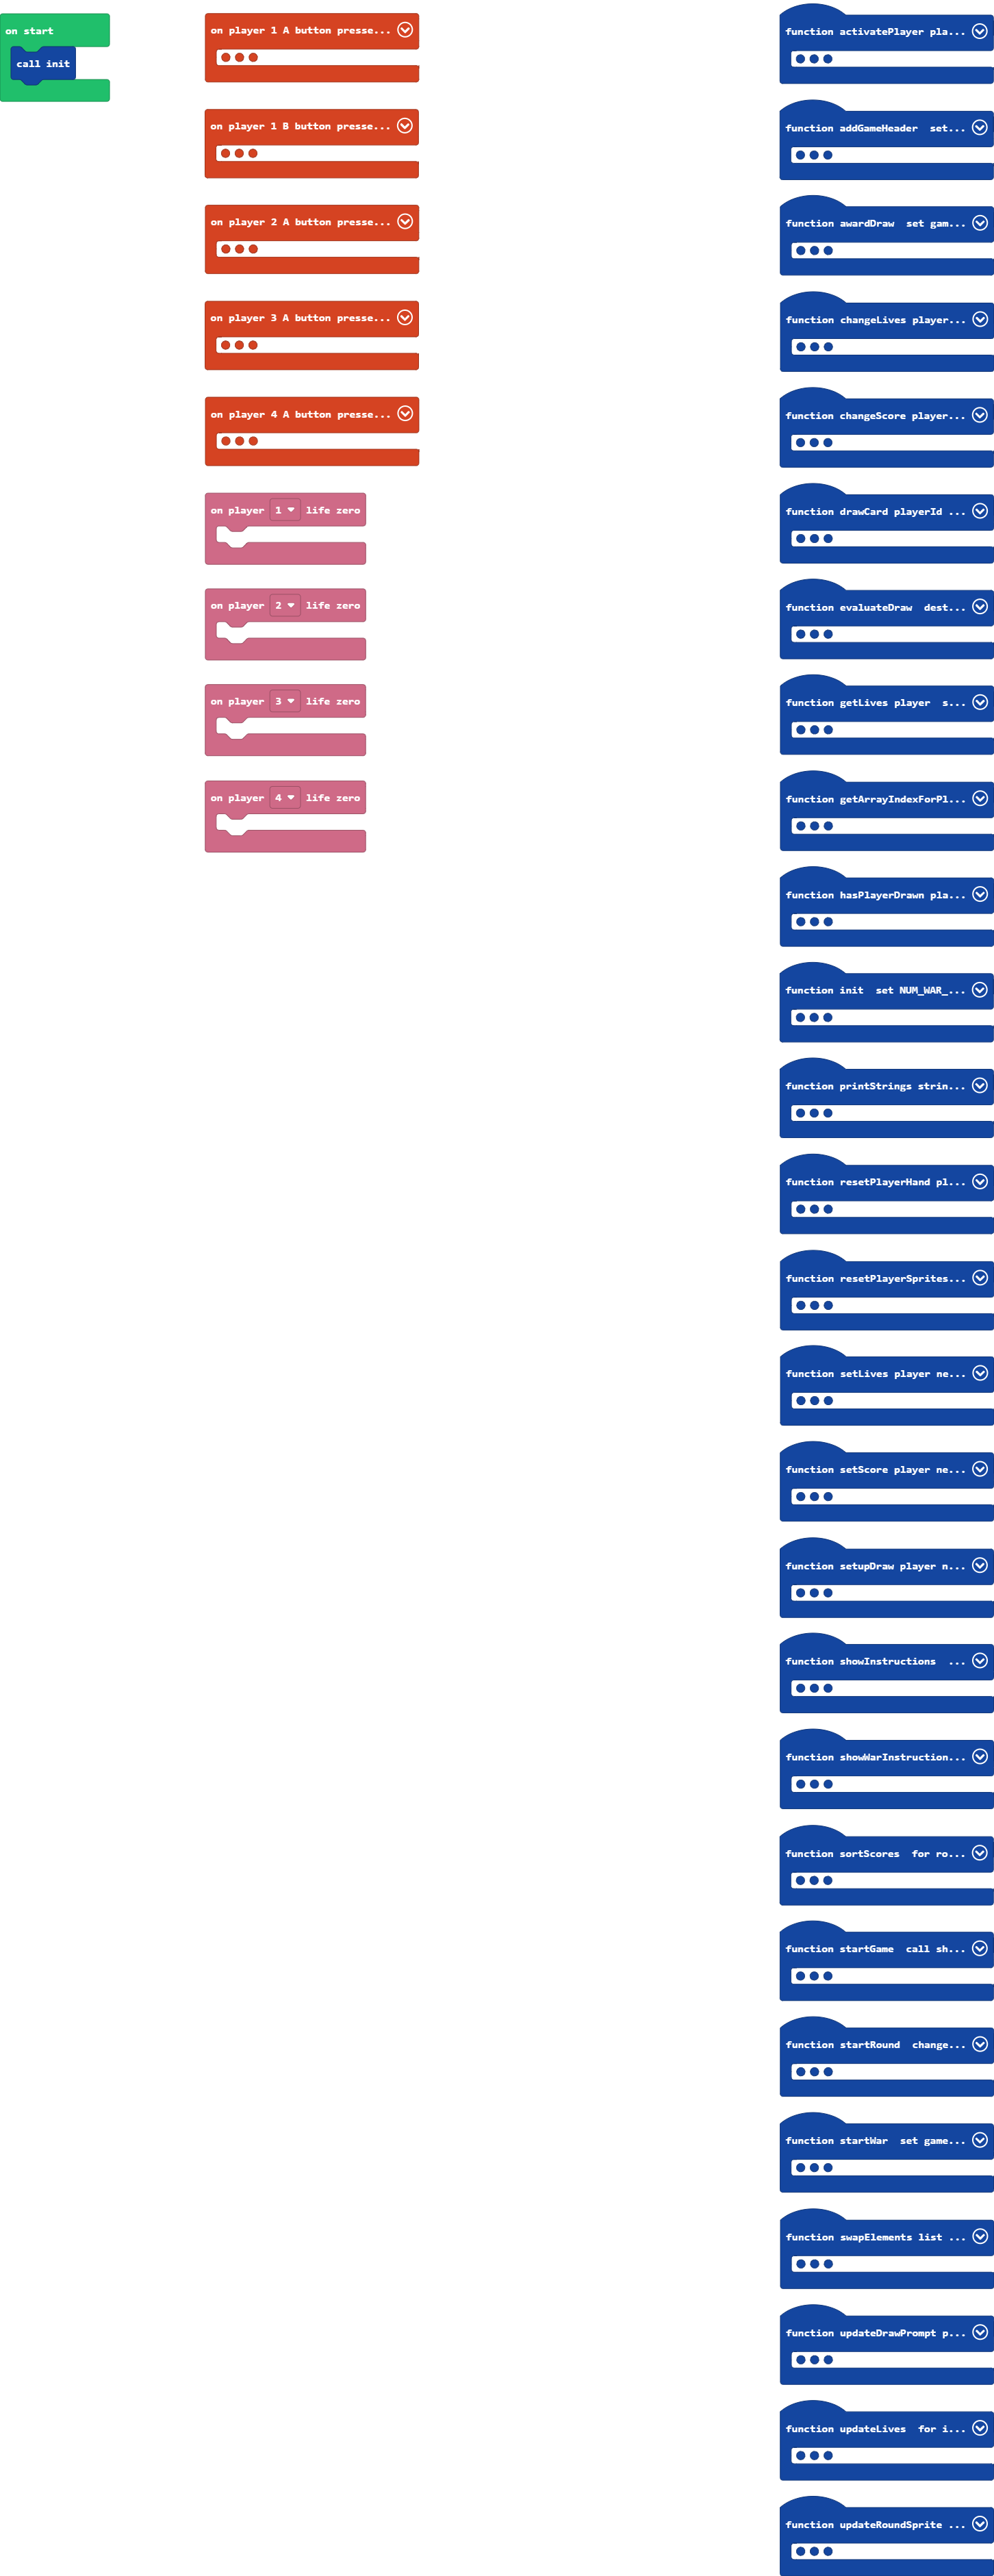 on start
call init
on player 1 A button presse...
on player 1 B button presse...
on player 2 A button presse...
on player 3 A button presse...
on player 4 A button presse...
on player 1 life zero
on player 2 life zero
on player 3 life zero
on player 4 life zero
function activatePlayer pla...
function addGameHeader set...
function awardDraw set gam...
function changeLives player...
function changeScore player...
function drawCard playerId ...
function evaluateDraw dest...
function getLives player s...
function getArrayIndexForPl...
function hasPlayerDrawn pla...
function init set NUM_WAR_...
function printStrings strin...
function resetPlayerHand pl...
function resetPlayerSprites...
function setLives player ne...
function setScore player ne...
function setupDraw player n...
function showInstructions ...
function showWarInstruction...
function sortScores for ro...
function startGame call sh...
function startRound change...
function startWar set game...
function swapElements list ...
function updateDrawPrompt p...
function updateLives for i...
function updateRoundSprite ...